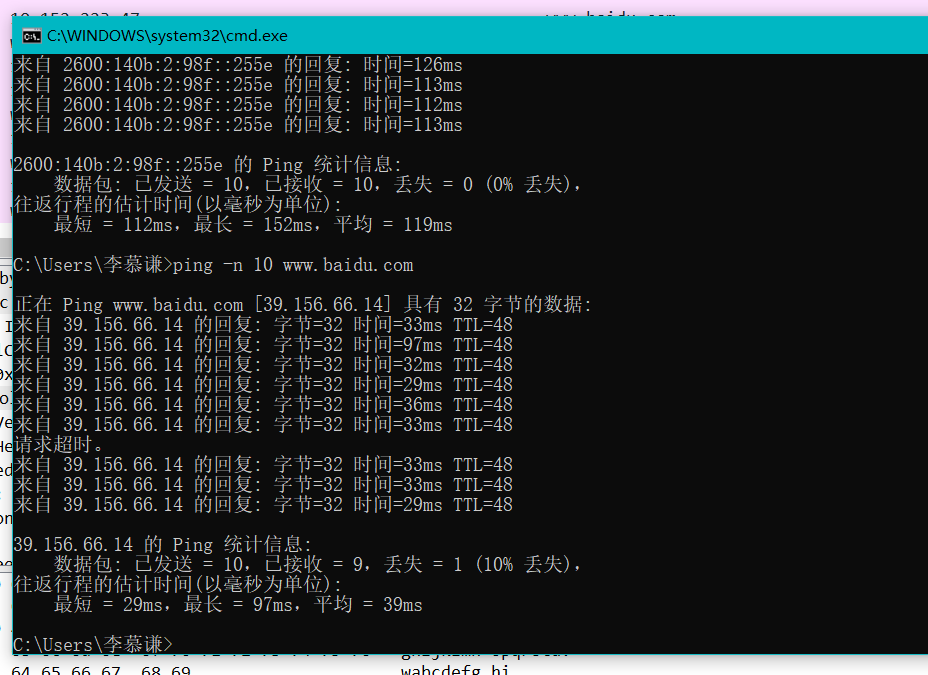 C:\WINDOWS\system32\cmd.exe
来自 2600:140b:2:98f::255e 的回复: 时间=126ms
来自 2600:140b:2:98f::255e 的回复: 时间=113ms
来自 2600:140b:2:98f::255e 的回复: 时间=112ms
来自 2600:140b:2:98f::255e 的回复: 时间=113ms
2600:140b:2:98f::255e 的 Ping 统计信息:
数据包: 已发送 = 10，已接收 = 10，丢失 = 0 (0% 丢失)，
往返行程的估计时间(以毫秒为单位):
最短 = 112ms，最长 = 152ms，平均 = 119ms
C:\Users\李慕谦>ping -n 10 www.baidu.com
正在 Ping www.baidu.com [39.156.66.14] 具有 32 字节的数据:
来自 39.156.66.14 的回复: 字节=32 时间=33ms TTL=48
来自 39.156.66.14 的回复: 字节=32 时间=97ms TTL=48
来自 39.156.66.14 的回复: 字节=32 时间=32ms TTL=48
来自 39.156.66.14 的回复: 字节=32 时间=29ms TTL=48
来自 39.156.66.14 的回复: 字节=32 时间=36ms TTL=48
来自 39.156.66.14 的回复: 字节=32 时间=33ms TTL=48
请求超时。
来自 39.156.66.14 的回复: 字节=32 时间=33ms TTL=48
来自 39.156.66.14 的回复: 字节=32 时间=33ms TTL=48
来自 39.156.66.14 的回复: 字节=32 时间=29ms TTL=48
39.156.66.14 的 Ping 统计信息:
数据包: 已发送 = 10，已接收 = 9，丢失 = 1 (10% 丢失)，
往返行程的估计时间(以毫秒为单位):
最短 = 29ms，最长 = 97ms，平均 = 39ms
C:\Users\李慕谦>
64 65 66 67 68 69 wabcdefg hi